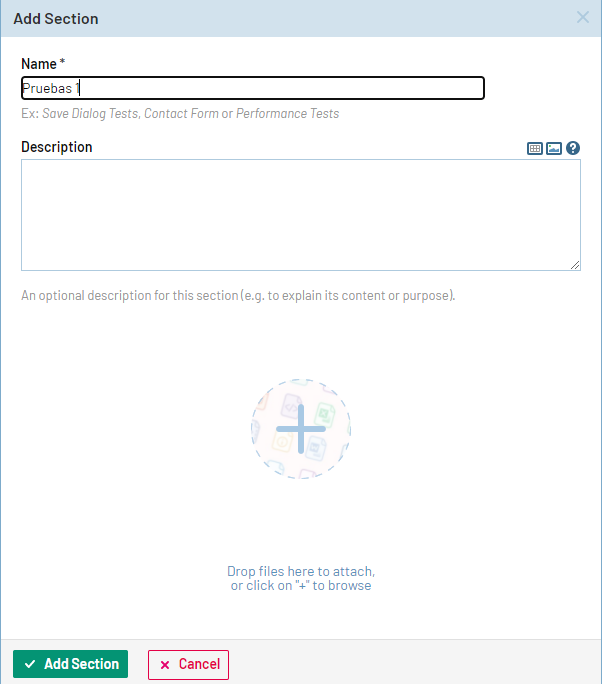 Add Section
Name *
Pruebas 1
Ex: Save Dialog Tests, Contact Form or Performance Tests
Description
An optional description for this section (e.g. to explain its content or purpose).
Drop files here to attach,
or click on "+" to browse
Add Section
Cancel